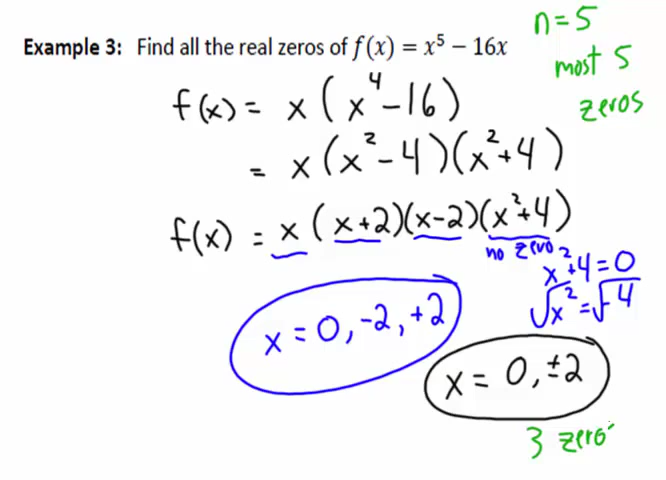 Example 3: Find all the real zeros of f(x) = x⁵ − 16x
n = 5
most 5
zeros
f(x) = x(x⁴ − 16)
= x(x² − 4)(x² + 4)
f(x) = x(x+2)(x−2)(x²+4)
no zero
x² + 4 = 0
√x² = √−4
x = 0, −2, +2
x = 0, ±2
3 zeros